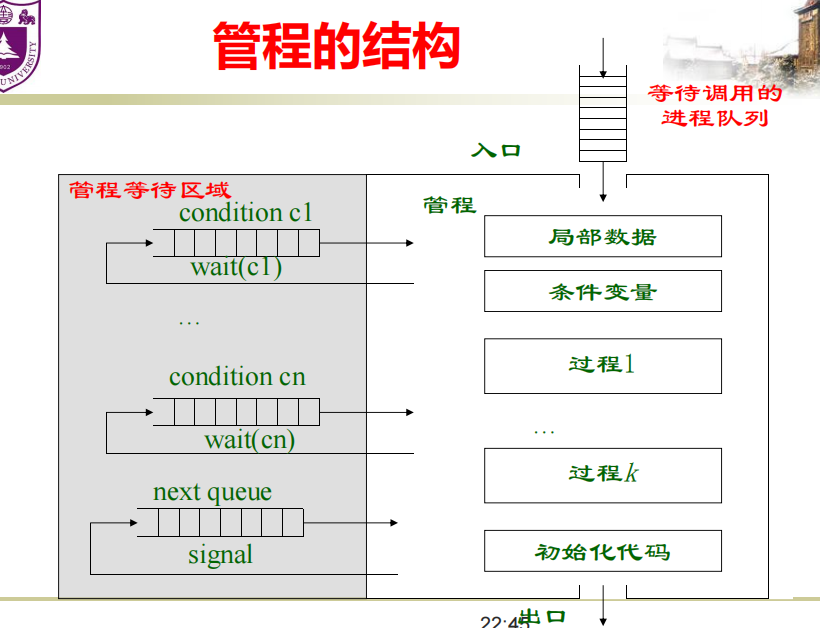 管程的结构
等待调用的
进程队列
入口
管程等待区域
condition c1
wait(c1)
…
condition cn
wait(cn)
next queue
signal
管程
局部数据
条件变量
过程1
…
过程k
初始化代码
出口
22:45